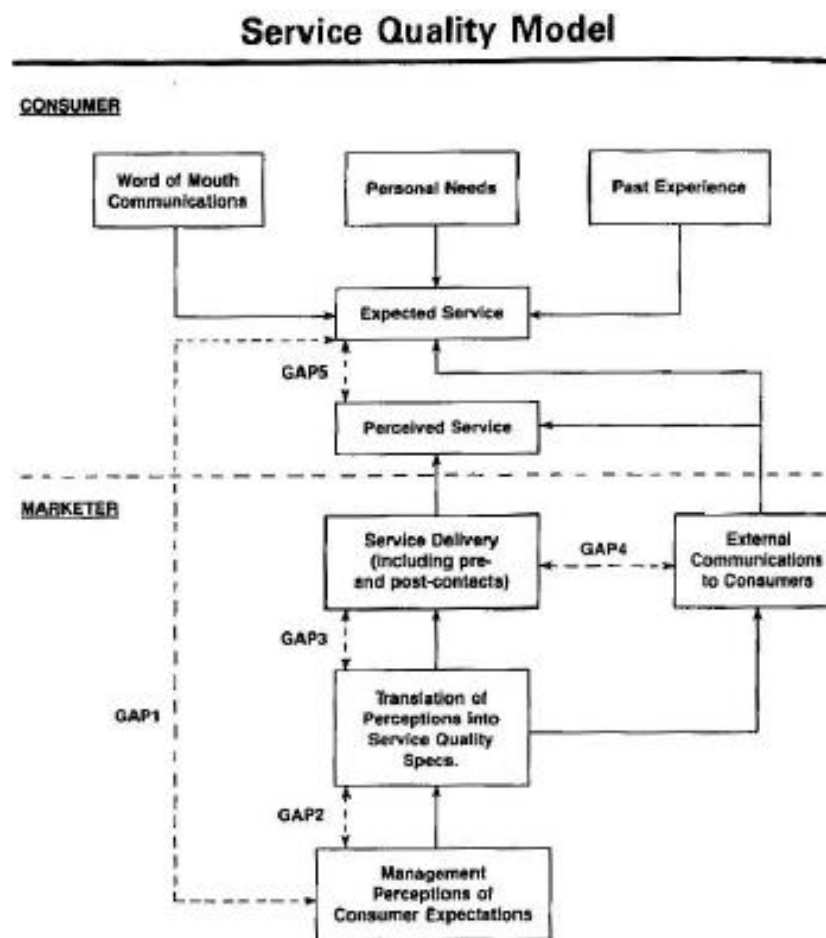 Service Quality Model
CONSUMER
Word of Mouth
Communications
Personal Needs
Past Experience
Expected Service
GAP5
Perceived Service
MARKETER
Service Delivery
(including pre-
and post-contacts)
GAP4
External
Communications
to Consumers
GAP3
Translation of
Perceptions into
Service Quality
Specs.
GAP1
GAP2
Management
Perceptions of
Consumer Expectations